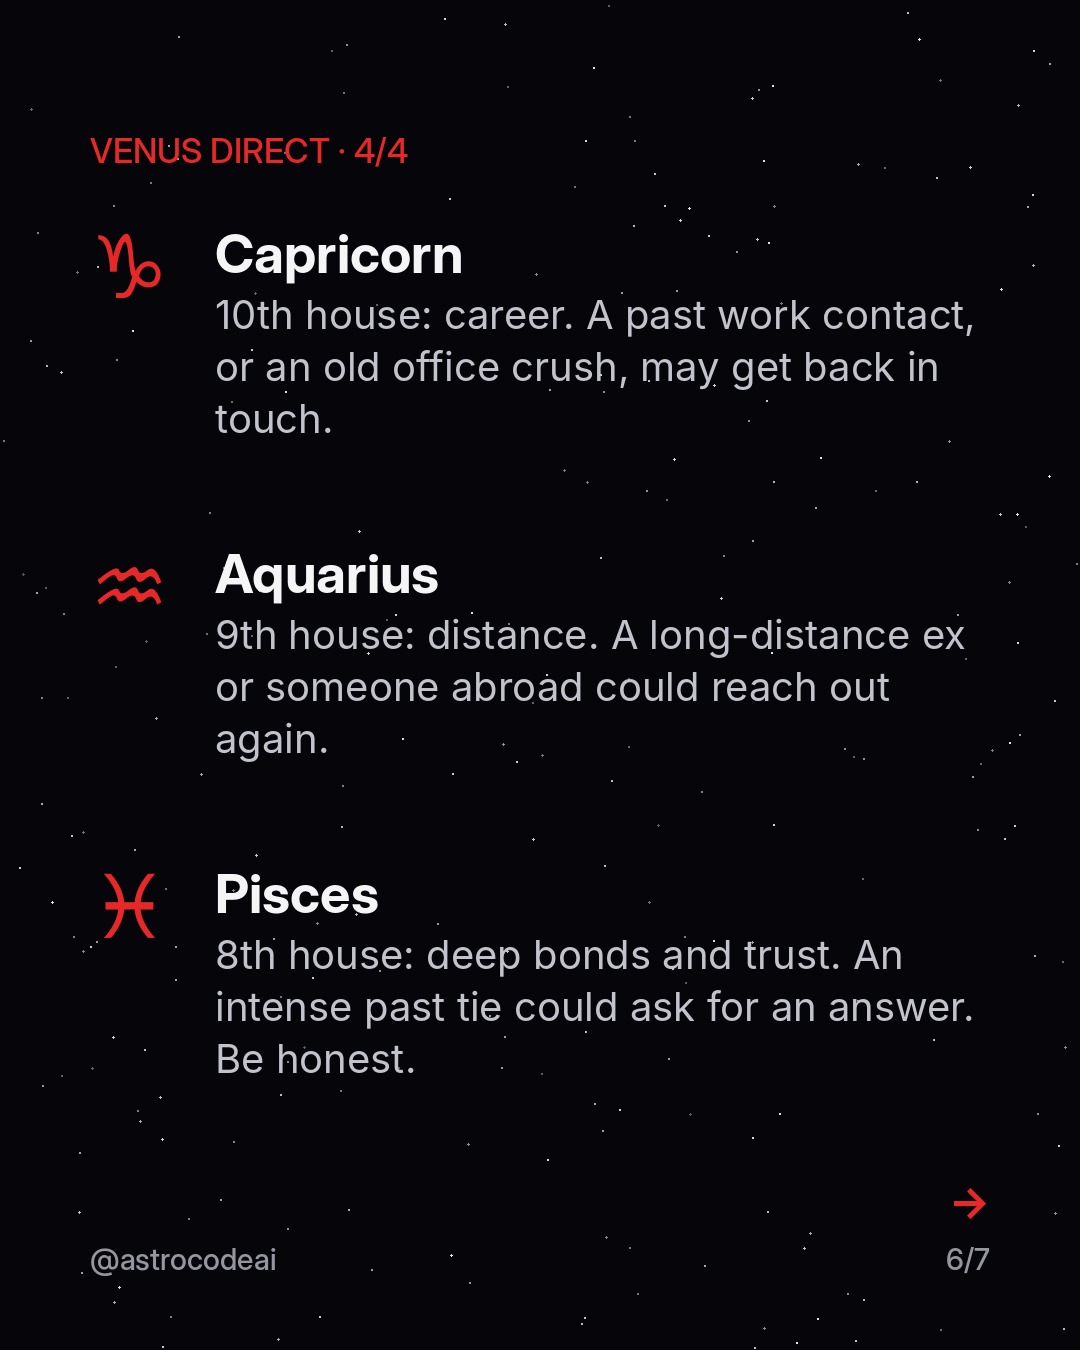 VENUS DIRECT · 4/4
♑ Capricorn
10th house: career. A past work contact,
or an old office crush, may get back in
touch.
♒ Aquarius
9th house: distance. A long-distance ex
or someone abroad could reach out
again.
♓ Pisces
8th house: deep bonds and trust. An
intense past tie could ask for an answer.
Be honest.
→
@astrocodeai
6/7